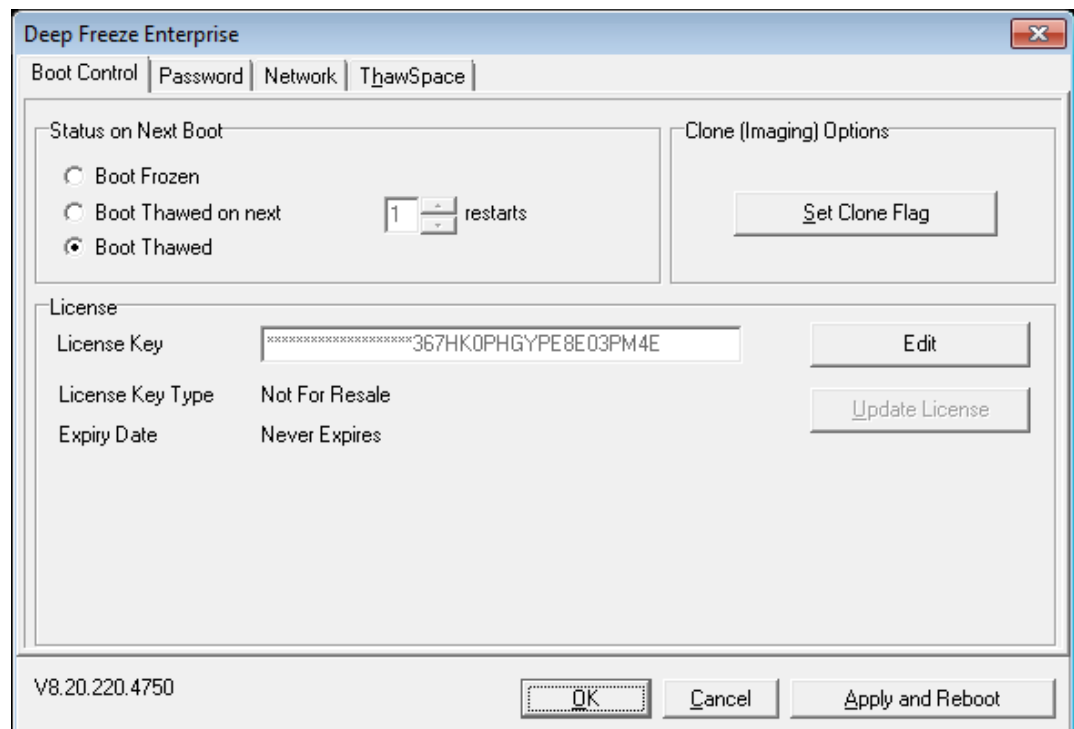 Deep Freeze Enterprise
Boot Control Password Network ThawSpace
Status on Next Boot
Boot Frozen
Boot Thawed on next 1 restarts
Boot Thawed
Clone (Imaging) Options
Set Clone Flag
License
License Key ********************367HK0PHGYPE8E03PM4E Edit
License Key Type Not For Resale Update License
Expiry Date Never Expires
V8.20.220.4750 OK Cancel Apply and Reboot